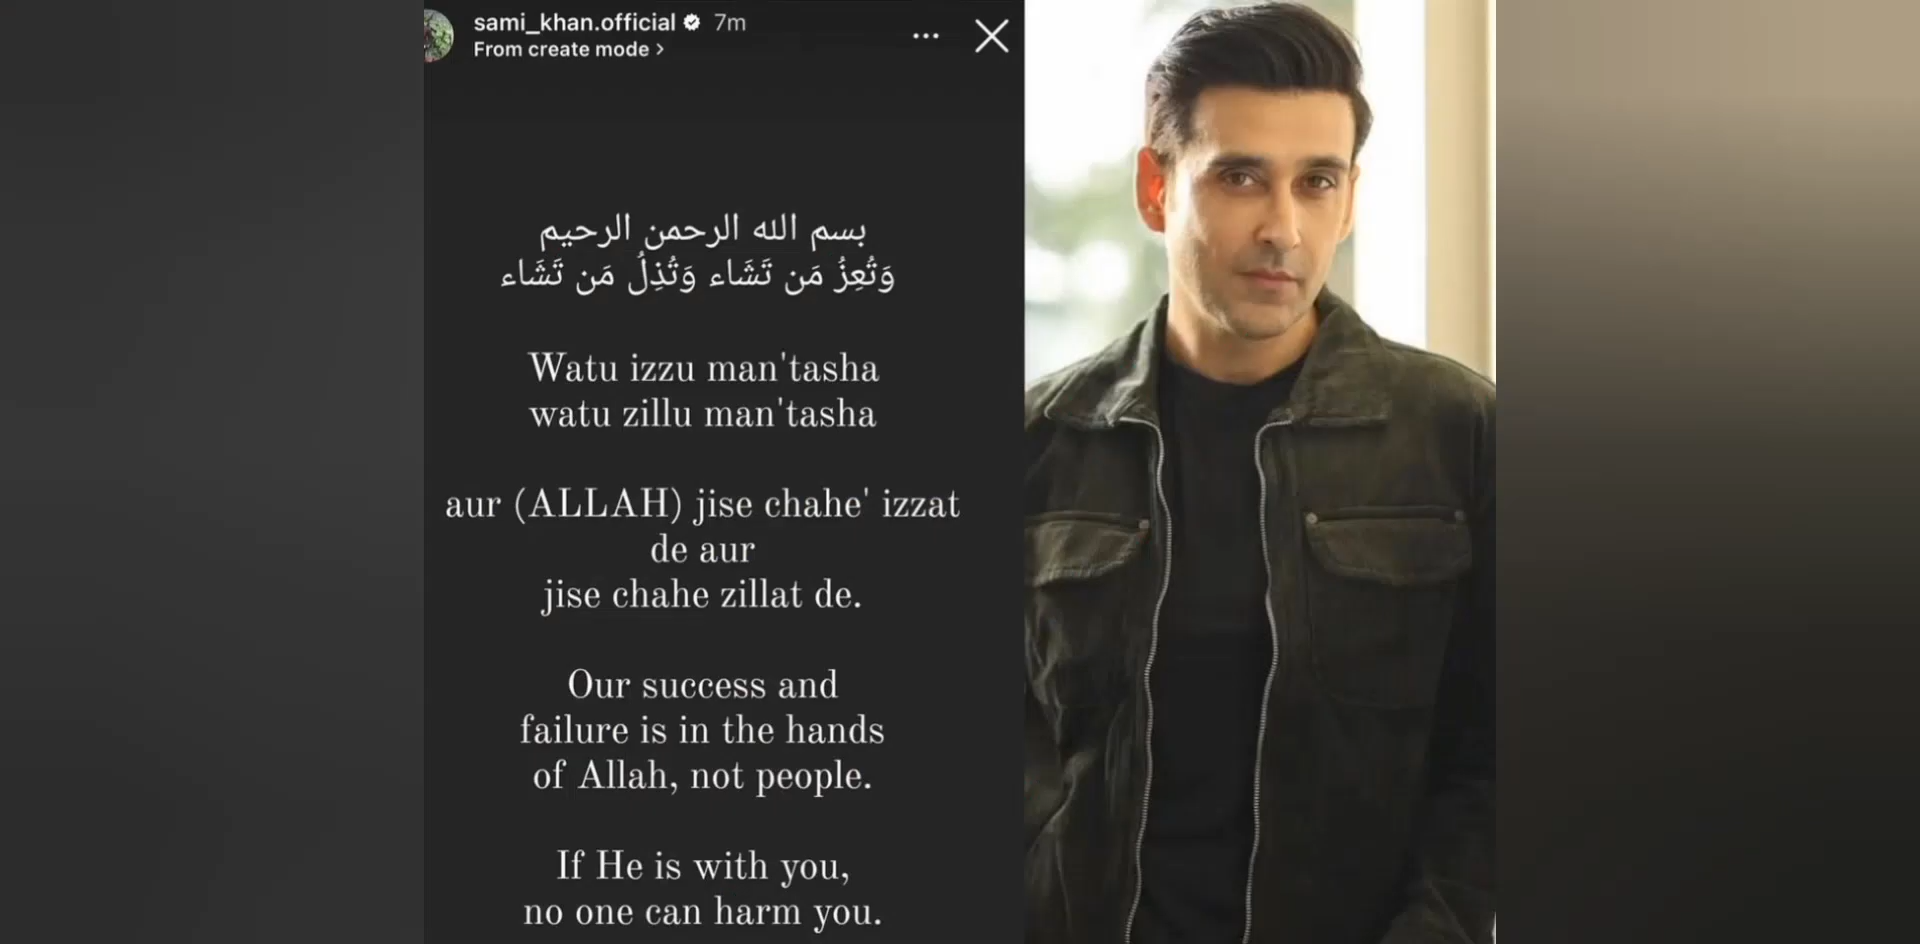 sami_khan.official 7m
From create mode >
بسم الله الرحمن الرحيم
وَتُعِزُ مَن تَشَاء وَتُذِلُ مَن تَشَاء
Watu izzu man'tasha
watu zillu man'tasha
aur (ALLAH) jise chahe' izzat
de aur
jise chahe zillat de.
Our success and
failure is in the hands
of Allah, not people.
If He is with you,
no one can harm you.